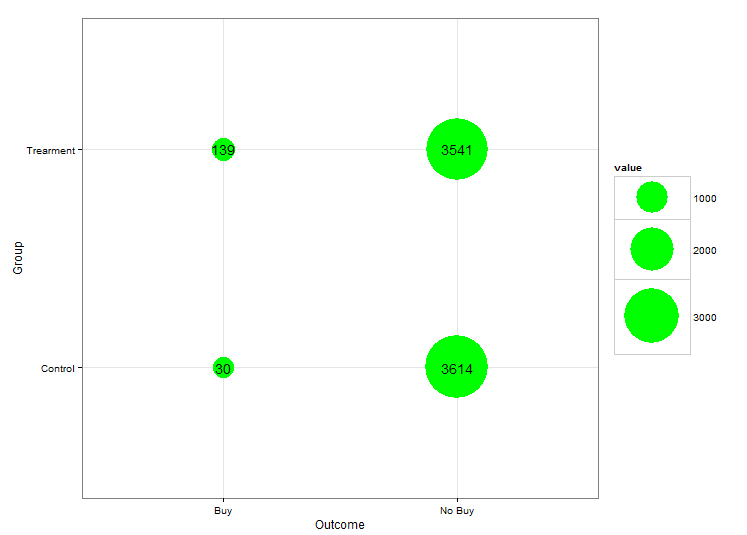 Trearment
139
3541
value
1000
2000
3000
Group
Control
30
3614
Buy
No Buy
Outcome